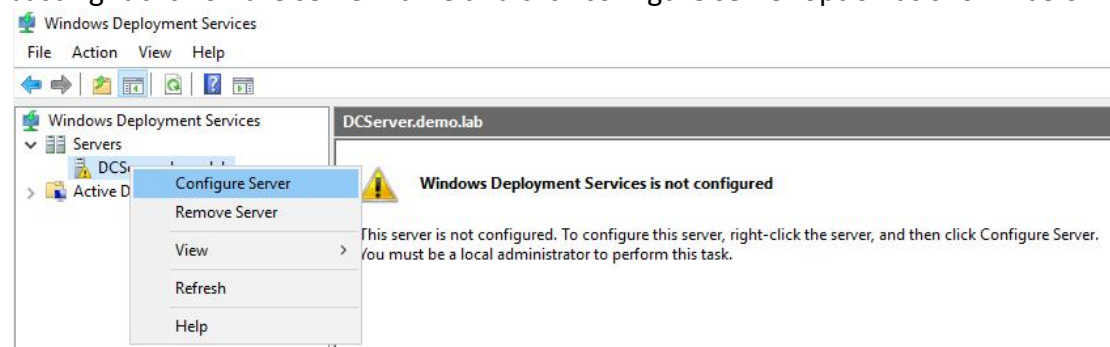 Windows Deployment Services
File Action View Help
Windows Deployment Services
DCServer.demo.lab
Servers
Configure Server
Windows Deployment Services is not configured
Active D
Remove Server
This server is not configured. To configure this server, right-click the server, and then click Configure Server.
View
You must be a local administrator to perform this task.
Refresh
Help